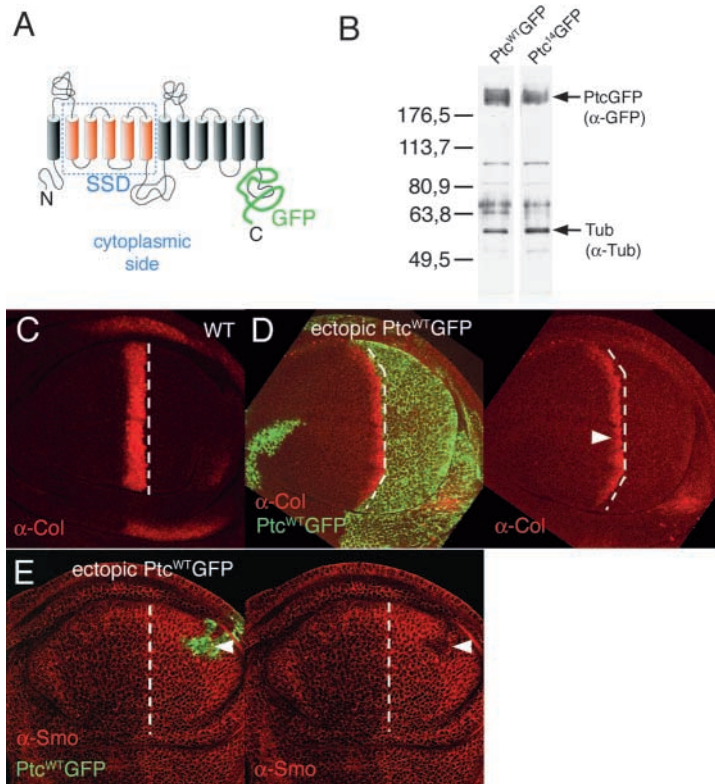 A
N
SSD
cytoplasmic
side
GFP
C
B
Ptc^WT GFP
Ptc^14 GFP
176,5
113,7
80,9
63,8
49,5
PtcGFP
(α-GFP)
Tub
(α-Tub)
C
WT
α-Col
D
ectopic Ptc^WT GFP
α-Col
Ptc^WT GFP
α-Col
E
ectopic Ptc^WT GFP
α-Smo
Ptc^WT GFP
α-Smo